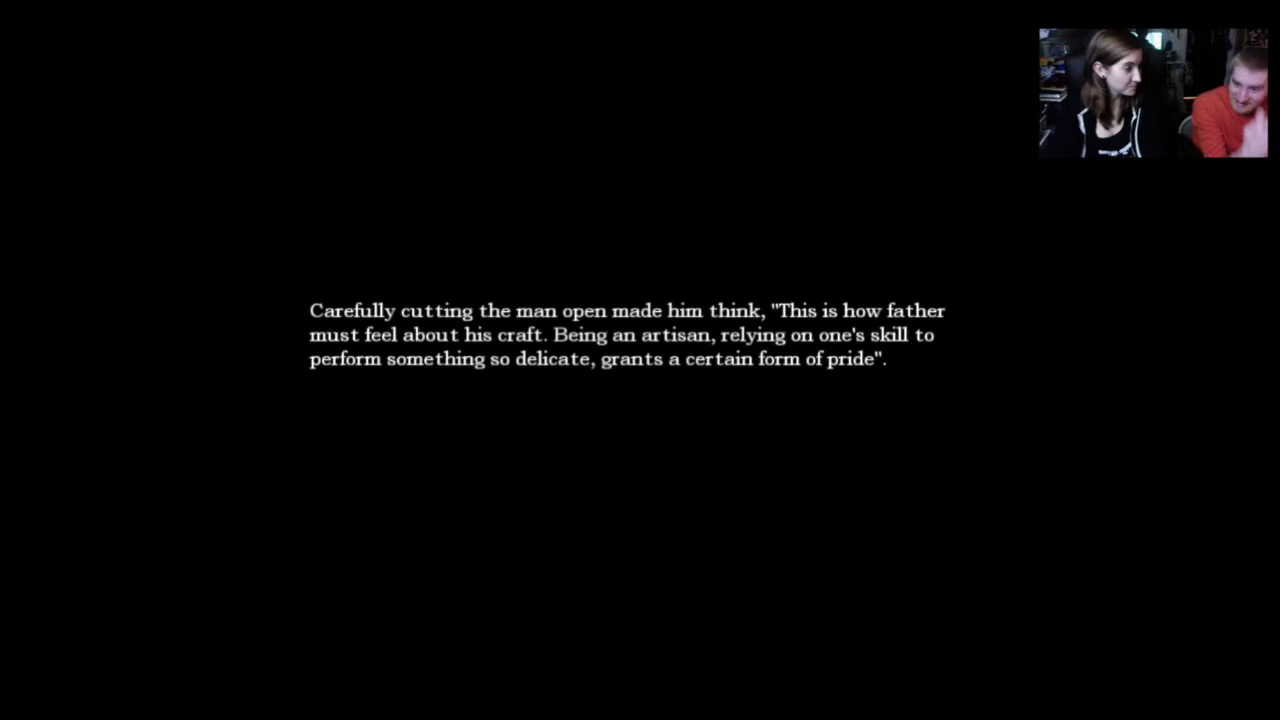 Carefully cutting the man open made him think, "This is how father
must feel about his craft. Being an artisan, relying on one's skill to
perform something so delicate, grants a certain form of pride".